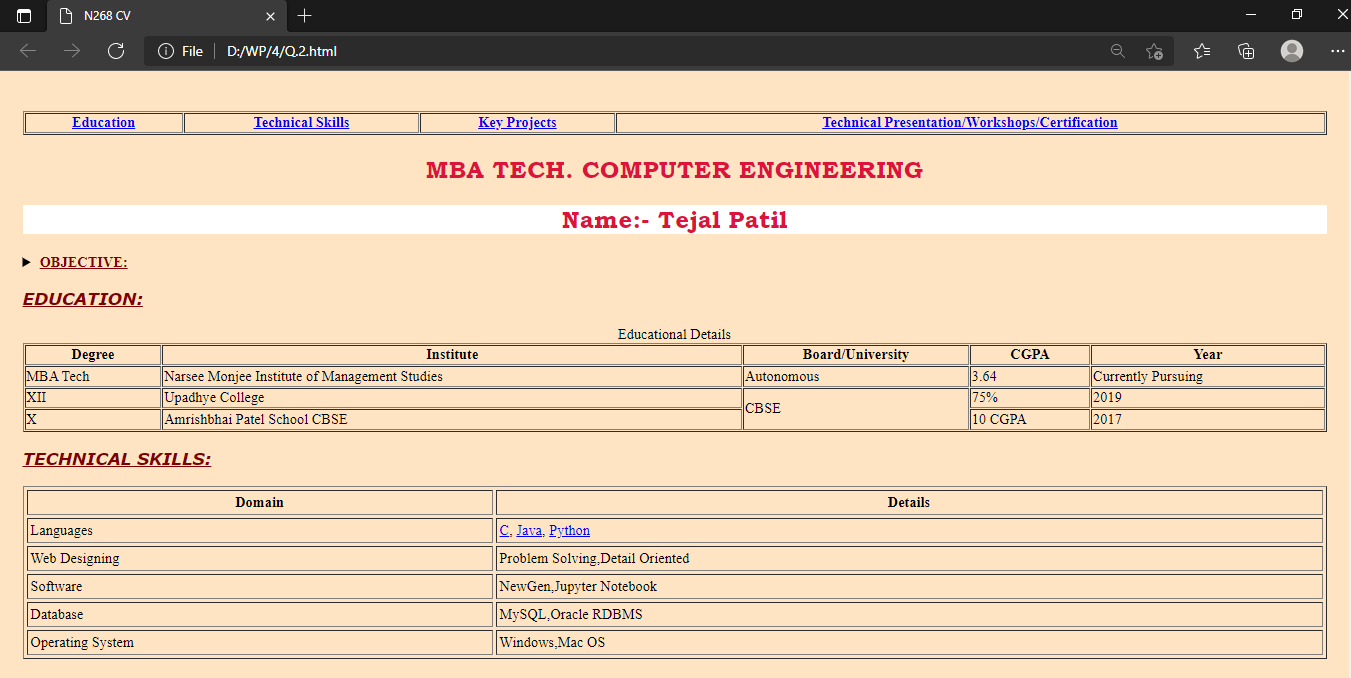 N268 CV
File D:/WP/4/Q.2.html
Education Technical Skills Key Projects Technical Presentation/Workshops/Certification
MBA TECH. COMPUTER ENGINEERING
Name:- Tejal Patil
OBJECTIVE:
EDUCATION:
Educational Details
Degree Institute Board/University CGPA Year
MBA Tech Narsee Monjee Institute of Management Studies Autonomous 3.64 Currently Pursuing
XII Upadhye College CBSE 75% 2019
X Amrishbhai Patel School CBSE 10 CGPA 2017
TECHNICAL SKILLS:
Domain Details
Languages C, Java, Python
Web Designing Problem Solving,Detail Oriented
Software NewGen,Jupyter Notebook
Database MySQL,Oracle RDBMS
Operating System Windows,Mac OS